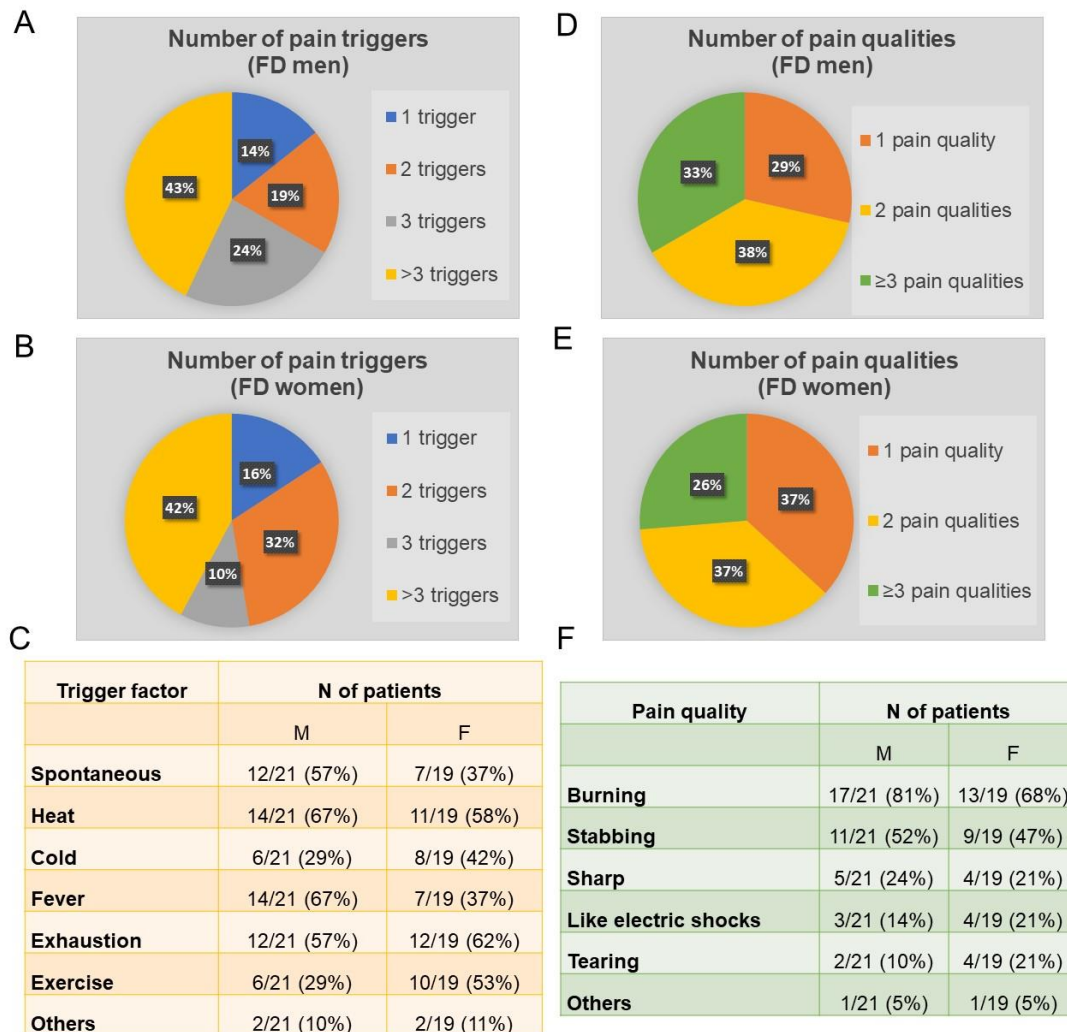 A
Number of pain triggers
(FD men)
14%
19%
24%
43%
1 trigger
2 triggers
3 triggers
>3 triggers
D
Number of pain qualities
(FD men)
29%
38%
33%
1 pain quality
2 pain qualities
≥3 pain qualities
B
Number of pain triggers
(FD women)
16%
32%
10%
42%
1 trigger
2 triggers
3 triggers
>3 triggers
E
Number of pain qualities
(FD women)
37%
37%
26%
1 pain quality
2 pain qualities
≥3 pain qualities
C
Trigger factor N of patients
M F
Spontaneous 12/21 (57%) 7/19 (37%)
Heat 14/21 (67%) 11/19 (58%)
Cold 6/21 (29%) 8/19 (42%)
Fever 14/21 (67%) 7/19 (37%)
Exhaustion 12/21 (57%) 12/19 (62%)
Exercise 6/21 (29%) 10/19 (53%)
Others 2/21 (10%) 2/19 (11%)
F
Pain quality N of patients
M F
Burning 17/21 (81%) 13/19 (68%)
Stabbing 11/21 (52%) 9/19 (47%)
Sharp 5/21 (24%) 4/19 (21%)
Like electric shocks 3/21 (14%) 4/19 (21%)
Tearing 2/21 (10%) 4/19 (21%)
Others 1/21 (5%) 1/19 (5%)